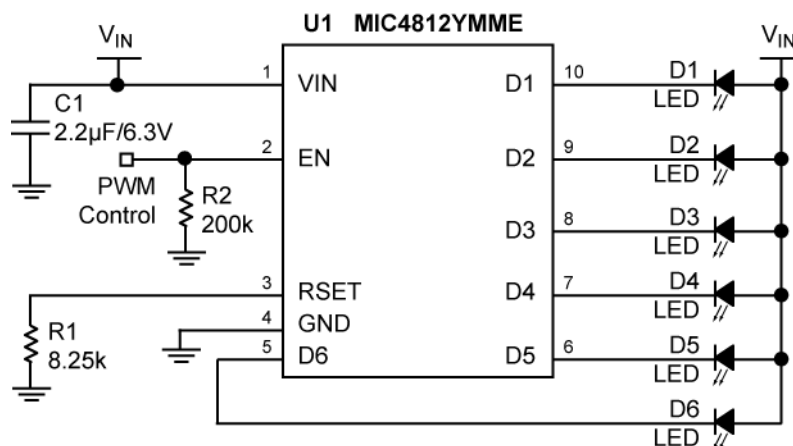 U1 MIC4812YMME
V_IN
V_IN
C1
2.2µF/6.3V
1
VIN
D1
10
D1
LED
2
EN
D2
9
D2
LED
PWM
Control
R2
200k
D3
8
D3
LED
3
RSET
D4
7
D4
LED
R1
8.25k
4
GND
5
D6
D5
6
D5
LED
D6
LED